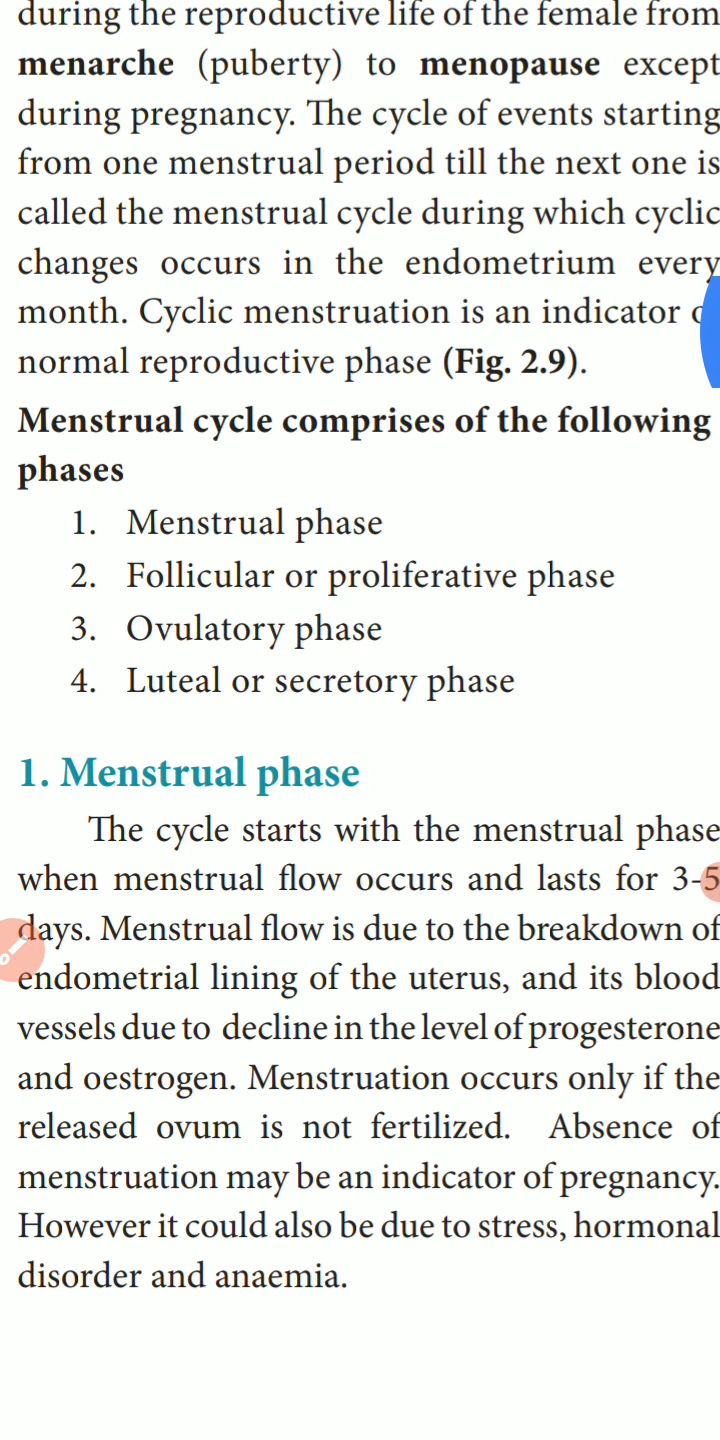 during the reproductive life of the female from
menarche (puberty) to menopause except
during pregnancy. The cycle of events starting
from one menstrual period till the next one is
called the menstrual cycle during which cyclic
changes occurs in the endometrium every
month. Cyclic menstruation is an indicator
normal reproductive phase (Fig. 2.9).
Menstrual cycle comprises of the following
phases
1. Menstrual phase
2. Follicular or proliferative phase
3. Ovulatory phase
4. Luteal or secretory phase
1. Menstrual phase
The cycle starts with the menstrual phase
when menstrual flow occurs and lasts for 3-5
days. Menstrual flow is due to the breakdown of
endometrial lining of the uterus, and its blood
vessels due to decline in the level of progesterone
and oestrogen. Menstruation occurs only if the
released ovum is not fertilized. Absence of
menstruation may be an indicator of pregnancy.
However it could also be due to stress, hormonal
disorder and anaemia.